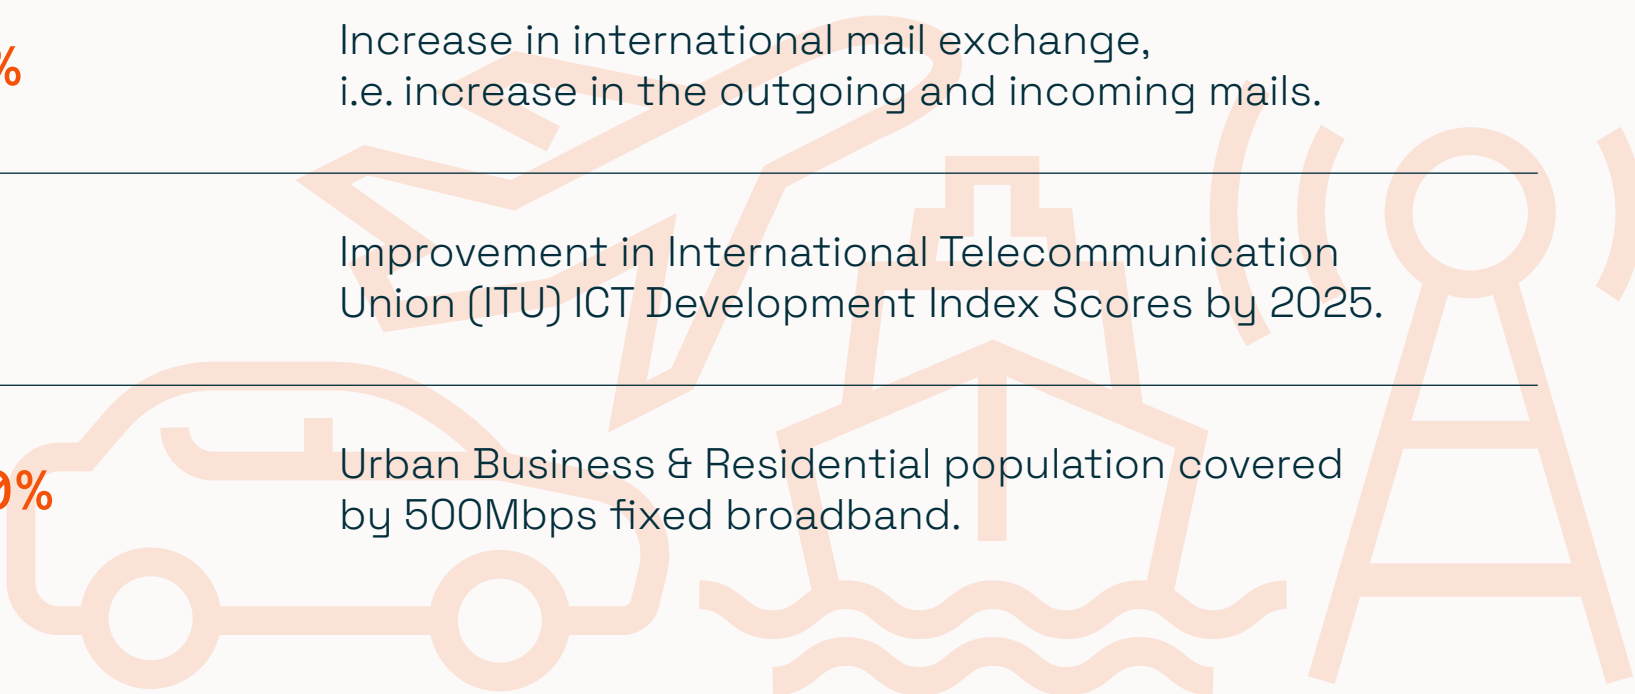 %
Increase in international mail exchange,
i.e. increase in the outgoing and incoming mails.
Improvement in International Telecommunication
Union (ITU) ICT Development Index Scores by 2025.
0%
Urban Business & Residential population covered
by 500Mbps fixed broadband.